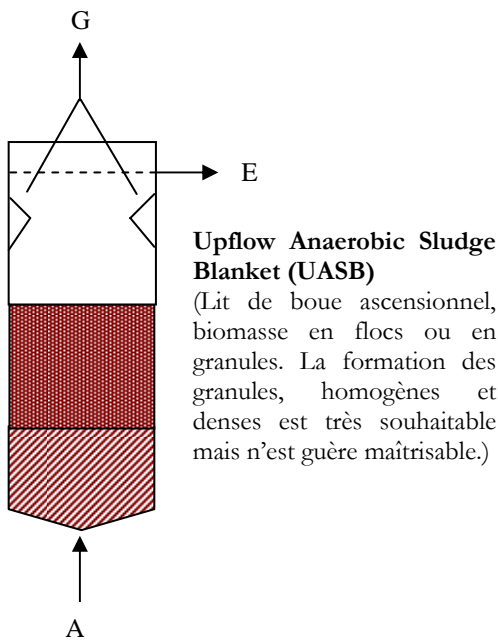 G
E
Upflow Anaerobic Sludge
Blanket (UASB)
(Lit de boue ascensionnel,
biomasse en flocs ou en
granules. La formation des
granules, homogènes et
denses est très souhaitable
mais n’est guère maîtrisable.)
A